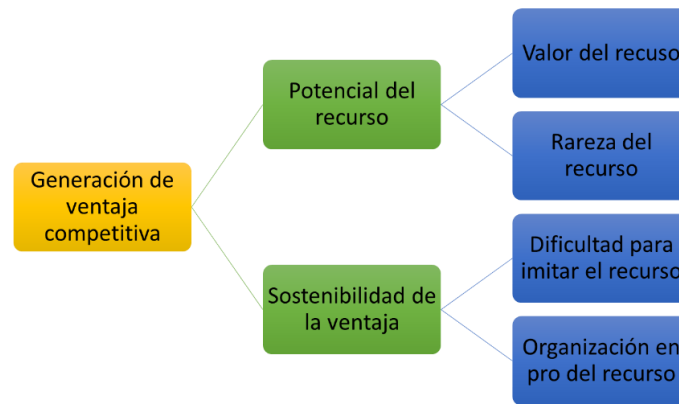 Generación de
ventaja
competitiva
Potencial del
recurso
Sostenibilidad de
la ventaja
Valor del recuso
Rareza del
recurso
Dificultad para
imitar el recurso
Organización en
pro del recurso